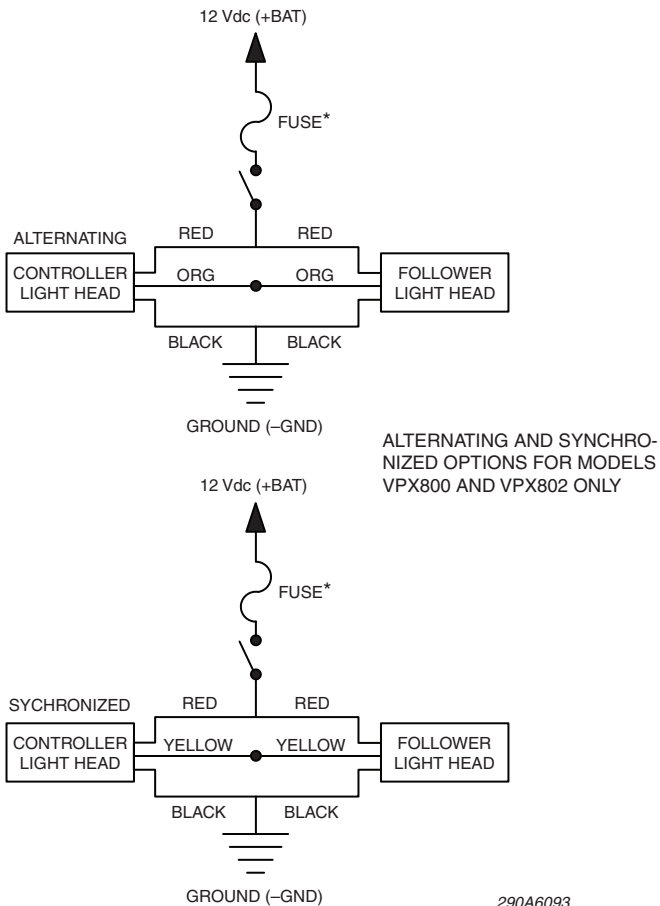 12 Vdc (+BAT)
FUSE*
ALTERNATING
RED
RED
CONTROLLER
LIGHT HEAD
ORG
ORG
FOLLOWER
LIGHT HEAD
BLACK
BLACK
GROUND (–GND)
ALTERNATING AND SYNCHRO-
NIZED OPTIONS FOR MODELS
VPX800 AND VPX802 ONLY
12 Vdc (+BAT)
FUSE*
SYCHRONIZED
RED
RED
CONTROLLER
LIGHT HEAD
YELLOW
YELLOW
FOLLOWER
LIGHT HEAD
BLACK
BLACK
GROUND (–GND)
290A6093